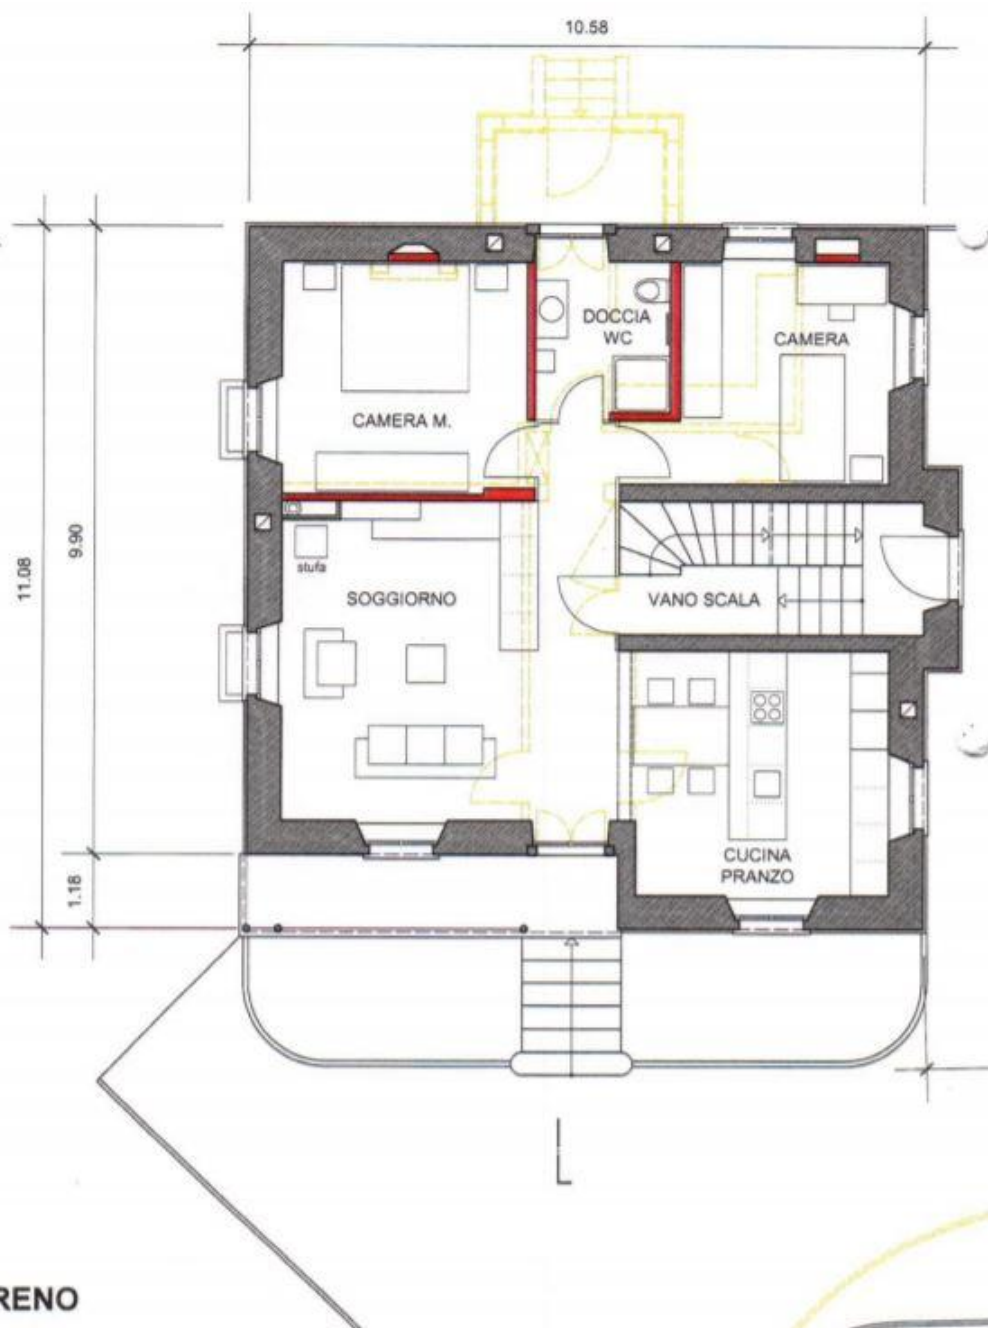 10.58
DOCCIA
WC
CAMERA
CAMERA M.
9.90
11.08
stufa
SOGGIORNO
VANO SCALA
1.18
CUCINA
PRANZO
L
RENO